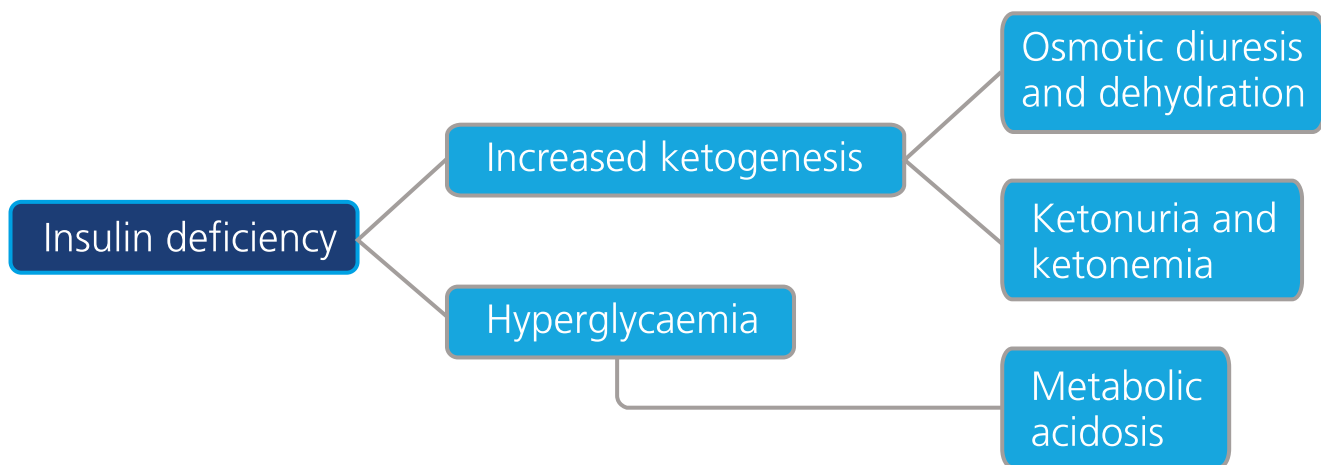 Insulin deficiency
Increased ketogenesis
Hyperglycaemia
Osmotic diuresis
and dehydration
Ketonuria and
ketonemia
Metabolic
acidosis